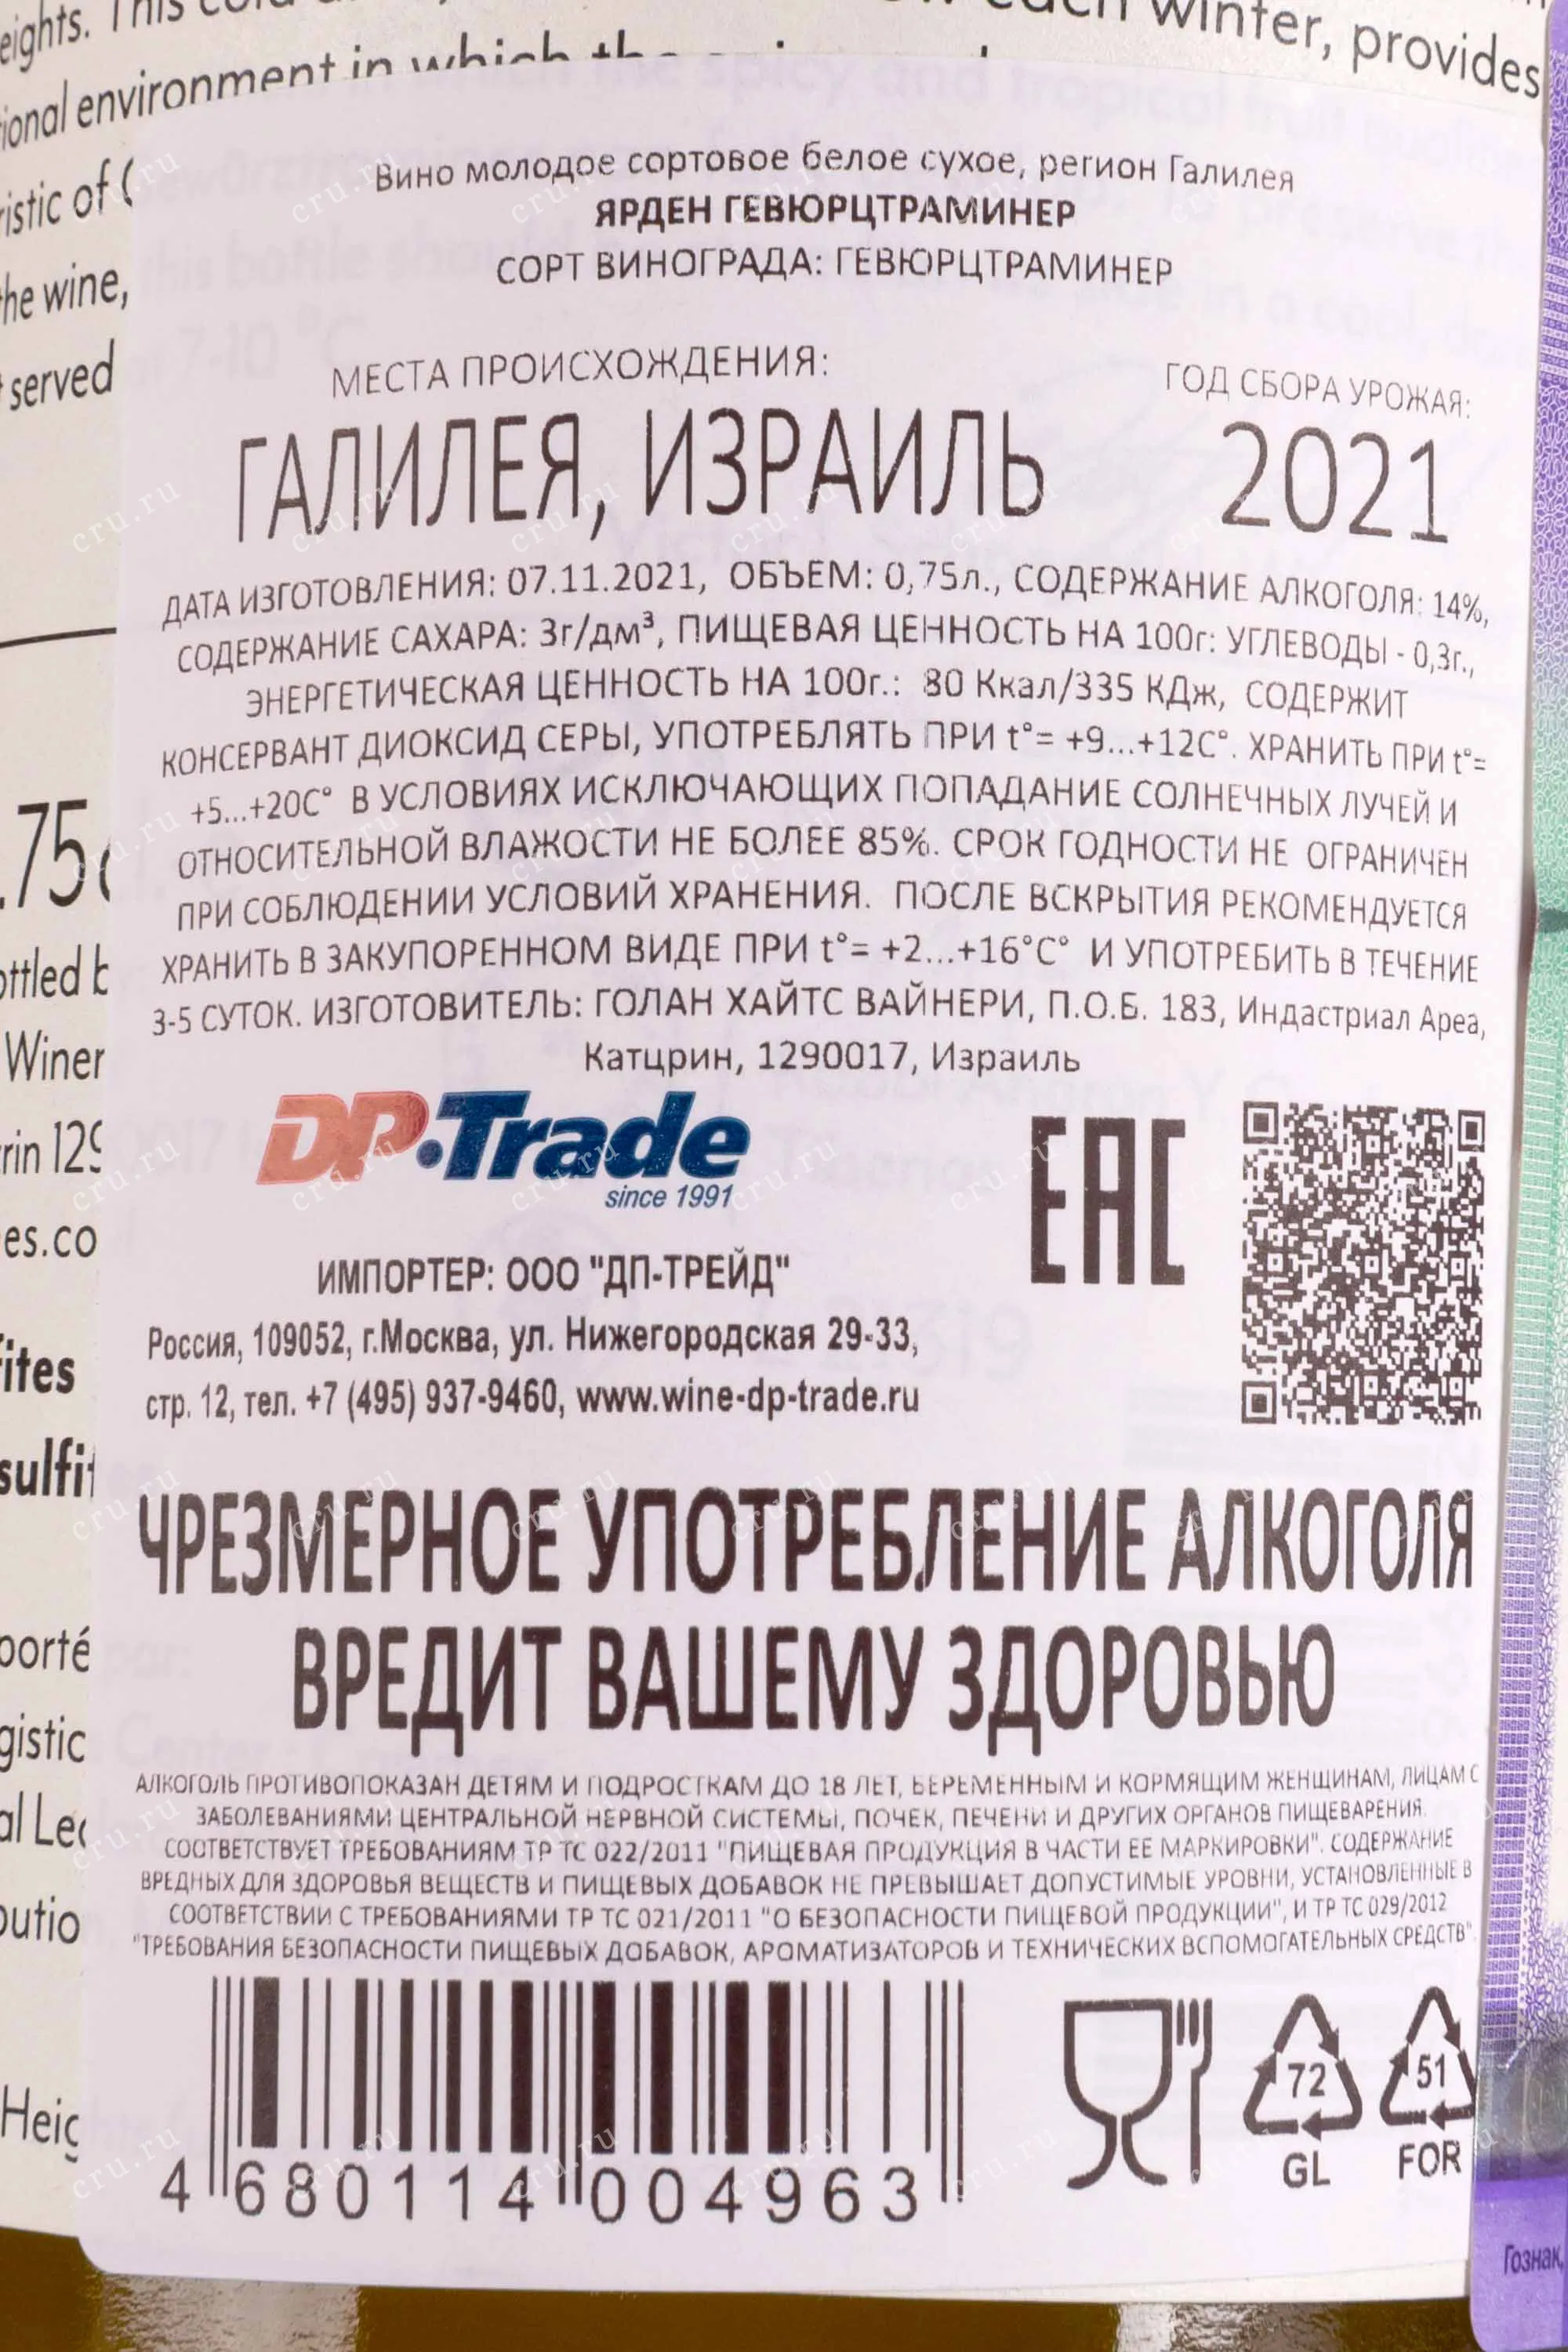 eights. This
each winter, provides
ional environment in which the
ristic of
the wine,
served
Вино молодое сортовое белое сухое, регион Галилея
ЯРДЕН ГЕВЮРЦТРАМИНЕР
СОРТ ВИНОГРАДА: ГЕВЮРЦТРАМИНЕР
МЕСТА ПРОИСХОЖДЕНИЯ:
ГАЛИЛЕЯ, ИЗРАИЛЬ
ГОД СБОРА УРОЖАЯ:
2021
ДАТА ИЗГОТОВЛЕНИЯ: 07.11.2021, ОБЪЕМ: 0,75л., СОДЕРЖАНИЕ АЛКОГОЛЯ: 14%,
СОДЕРЖАНИЕ САХАРА: 3г/дм³, ПИЩЕВАЯ ЦЕННОСТЬ НА 100г: УГЛЕВОДЫ - 0,3г.,
ЭНЕРГЕТИЧЕСКАЯ ЦЕННОСТЬ НА 100г.: 80 Ккал/335 КДж, СОДЕРЖИТ
КОНСЕРВАНТ ДИОКСИД СЕРЫ, УПОТРЕБЛЯТЬ ПРИ t°= +9...+12С°. ХРАНИТЬ ПРИ t°=
+5...+20С° В УСЛОВИЯХ ИСКЛЮЧАЮЩИХ ПОПАДАНИЕ СОЛНЕЧНЫХ ЛУЧЕЙ И
ОТНОСИТЕЛЬНОЙ ВЛАЖОСТИ НЕ БОЛЕЕ 85%. СРОК ГОДНОСТИ НЕ ОГРАНИЧЕН
ПРИ СОБЛЮДЕНИИ УСЛОВИЙ ХРАНЕНИЯ. ПОСЛЕ ВСКРЫТИЯ РЕКОМЕНДУЕТСЯ
ХРАНИТЬ В ЗАКУПОРЕННОМ ВИДЕ ПРИ t°= +2...+16°С° И УПОТРЕБИТЬ В ТЕЧЕНИЕ
3-5 СУТОК. ИЗГОТОВИТЕЛЬ: ГОЛАН ХАЙТС ВАЙНЕРИ, П.О.Б. 183, Индастриал Ареа,
Катцрин, 1290017, Израиль
DP·Trade
since 1991
EAC
ИМПОРТЕР: ООО "ДП-ТРЕЙД"
Россия, 109052, г.Москва, ул. Нижегородская 29-33,
стр. 12, тел. +7 (495) 937-9460, www.wine-dp-trade.ru
ЧРЕЗМЕРНОЕ УПОТРЕБЛЕНИЕ АЛКОГОЛЯ
ВРЕДИТ ВАШЕМУ ЗДОРОВЬЮ
АЛКОГОЛЬ ПРОТИВОПОКАЗАН ДЕТЯМ И ПОДРОСТКАМ ДО 18 ЛЕТ, БЕРЕМЕННЫМ И КОРМЯЩИМ ЖЕНЩИНАМ, ЛИЦАМ С
ЗАБОЛЕВАНИЯМИ ЦЕНТРАЛЬНОЙ НЕРВНОЙ СИСТЕМЫ, ПОЧЕК, ПЕЧЕНИ И ДРУГИХ ОРГАНОВ ПИЩЕВАРЕНИЯ.
СООТВЕТСТВУЕТ ТРЕБОВАНИЯМ ТР ТС 022/2011 "ПИЩЕВАЯ ПРОДУКЦИЯ В ЧАСТИ ЕЕ МАРКИРОВКИ". СОДЕРЖАНИЕ
ВРЕДНЫХ ДЛЯ ЗДОРОВЬЯ ВЕЩЕСТВ И ПИЩЕВЫХ ДОБАВОК НЕ ПРЕВЫШАЕТ ДОПУСТИМЫЕ УРОВНИ, УСТАНОВЛЕННЫЕ В
СООТВЕТСТВИИ С ТРЕБОВАНИЯМИ ТР ТС 021/2011 "О БЕЗОПАСНОСТИ ПИЩЕВОЙ ПРОДУКЦИИ", И ТР ТС 029/2012
"ТРЕБОВАНИЯ БЕЗОПАСНОСТИ ПИЩЕВЫХ ДОБАВОК, АРОМАТИЗАТОРОВ И ТЕХНИЧЕСКИХ ВСПОМОГАТЕЛЬНЫХ СРЕДСТВ".
4 680114 004963
72
GL
51
FOR
.75
ottled b
Winer
rin 129
es.co
ites
sulfi
porté
gistic
al Lec
outio
Heig
Гознак,
cru.ru